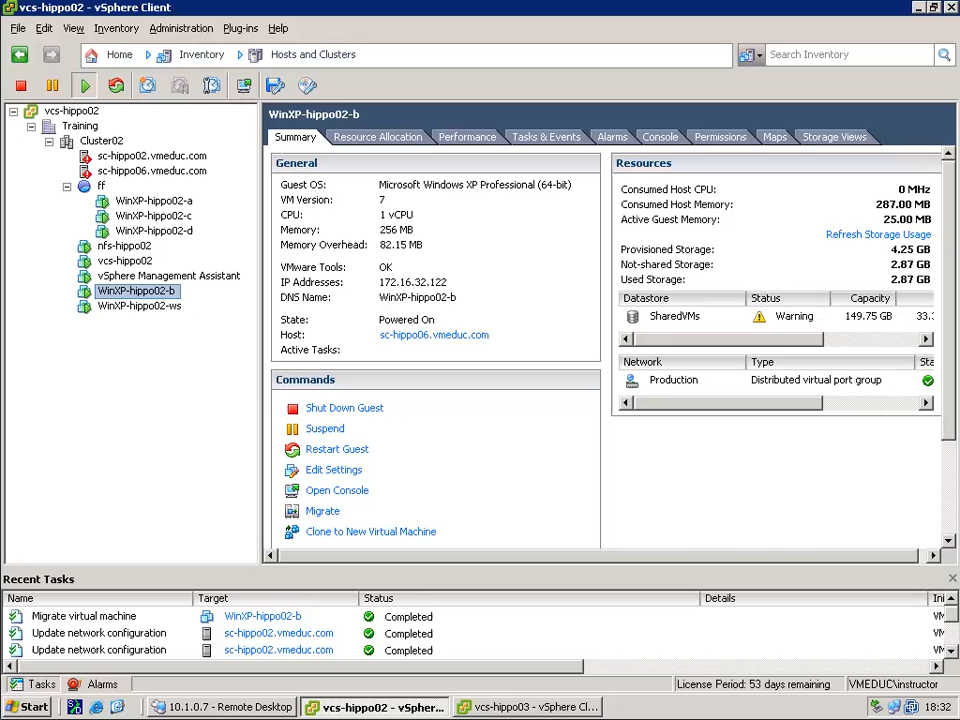 vcs-hippo02 - vSphere Client
File Edit View Inventory Administration Plug-ins Help
Home Inventory Hosts and Clusters Search Inventory
vcs-hippo02
Training
Cluster02
sc-hippo02.vmeduc.com
sc-hippo06.vmeduc.com
ff
WinXP-hippo02-a
WinXP-hippo02-c
WinXP-hippo02-d
nfs-hippo02
vcs-hippo02
vSphere Management Assistant
WinXP-hippo02-b
WinXP-hippo02-ws
WinXP-hippo02-b
Summary Resource Allocation Performance Tasks & Events Alarms Console Permissions Maps Storage Views
General
Guest OS: Microsoft Windows XP Professional (64-bit)
VM Version: 7
CPU: 1 vCPU
Memory: 256 MB
Memory Overhead: 82.15 MB
VMware Tools: OK
IP Addresses: 172.16.32.122
DNS Name: WinXP-hippo02-b
State: Powered On
Host: sc-hippo06.vmeduc.com
Active Tasks:
Commands
Shut Down Guest
Suspend
Restart Guest
Edit Settings
Open Console
Migrate
Clone to New Virtual Machine
Resources
Consumed Host CPU: 0 MHz
Consumed Host Memory: 287.00 MB
Active Guest Memory: 25.00 MB
Refresh Storage Usage
Provisioned Storage: 4.25 GB
Not-shared Storage: 2.87 GB
Used Storage: 2.87 GB
Datastore Status Capacity
SharedVMs Warning 149.75 GB 33.3
Network Type Sta
Production Distributed virtual port group
Recent Tasks
Name Target Status Details Ini
Migrate virtual machine WinXP-hippo02-b Completed VM
Update network configuration sc-hippo02.vmeduc.com Completed VM
Update network configuration sc-hippo02.vmeduc.com Completed VM
Tasks Alarms License Period: 53 days remaining VMEDUC\instructor
Start 10.1.0.7 - Remote Desktop vcs-hippo02 - vSpher... vcs-hippo03 - vSphere Cl... 18:32